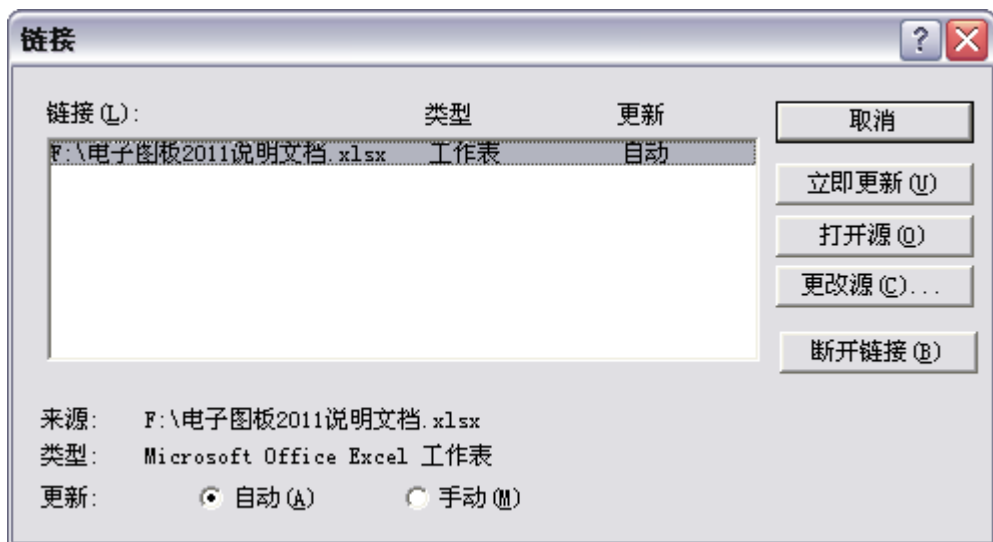 链接
链接(L): 类型 更新
F:\电子图板2011说明文档.xlsx 工作表 自动
取消
立即更新(U)
打开源(O)
更改源(C)...
断开链接(B)
来源: F:\电子图板2011说明文档.xlsx
类型: Microsoft Office Excel 工作表
更新: 自动(A) 手动(M)